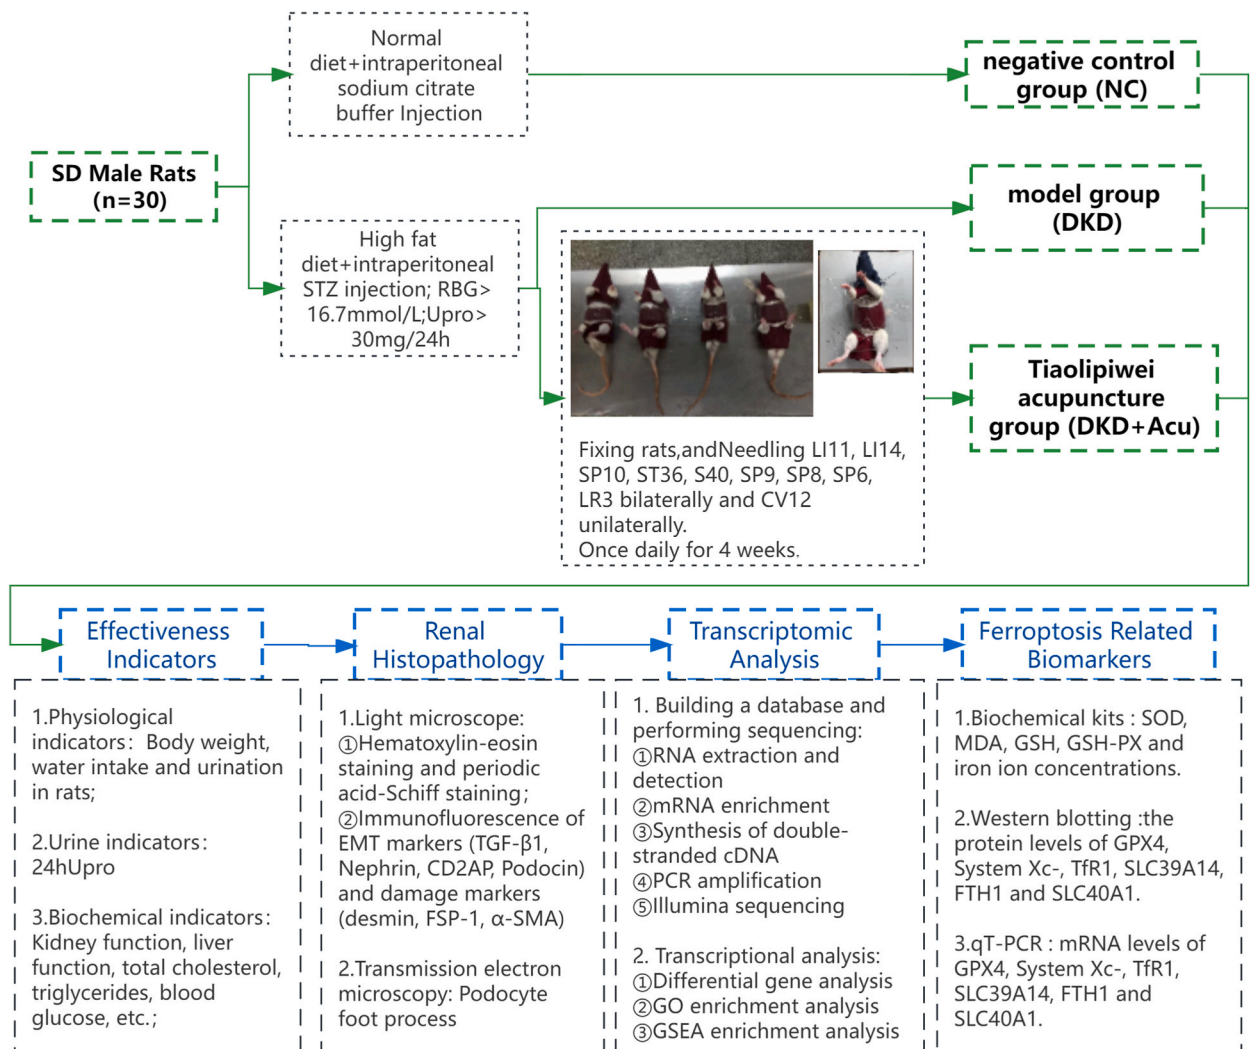 Normal
diet+intraperitoneal
sodium citrate
buffer Injection
negative control
group (NC)
SD Male Rats
(n=30)
model group
(DKD)
High fat
diet+intraperitoneal
STZ injection; RBG>
16.7mmol/L;Upro>
30mg/24h
Tiaolipiwei
acupuncture
group (DKD+Acu)
Fixing rats,andNeedling LI11, LI14,
SP10, ST36, S40, SP9, SP8, SP6,
LR3 bilaterally and CV12
unilaterally.
Once daily for 4 weeks.
Effectiveness
Indicators
1.Physiological
indicators: Body weight,
water intake and urination
in rats;
2.Urine indicators:
24hUpro
3.Biochemical indicators:
Kidney function, liver
function, total cholesterol,
triglycerides, blood
glucose, etc.;
Renal
Histopathology
1.Light microscope:
①Hematoxylin-eosin
staining and periodic
acid-Schiff staining;
②Immunofluorescence of
EMT markers (TGF-β1,
Nephrin, CD2AP, Podocin)
and damage markers
(desmin, FSP-1, α-SMA)
2.Transmission electron
microscopy: Podocyte
foot process
Transcriptomic
Analysis
1. Building a database and
performing sequencing:
①RNA extraction and
detection
②mRNA enrichment
③Synthesis of double-
stranded cDNA
④PCR amplification
⑤Illumina sequencing
2. Transcriptional analysis:
①Differential gene analysis
②GO enrichment analysis
③GSEA enrichment analysis
Ferroptosis Related
Biomarkers
1.Biochemical kits : SOD,
MDA, GSH, GSH-PX and
iron ion concentrations.
2.Western blotting :the
protein levels of GPX4,
System Xc-, TfR1, SLC39A14,
FTH1 and SLC40A1.
3.qT-PCR : mRNA levels of
GPX4, System Xc-, TfR1,
SLC39A14, FTH1 and
SLC40A1.